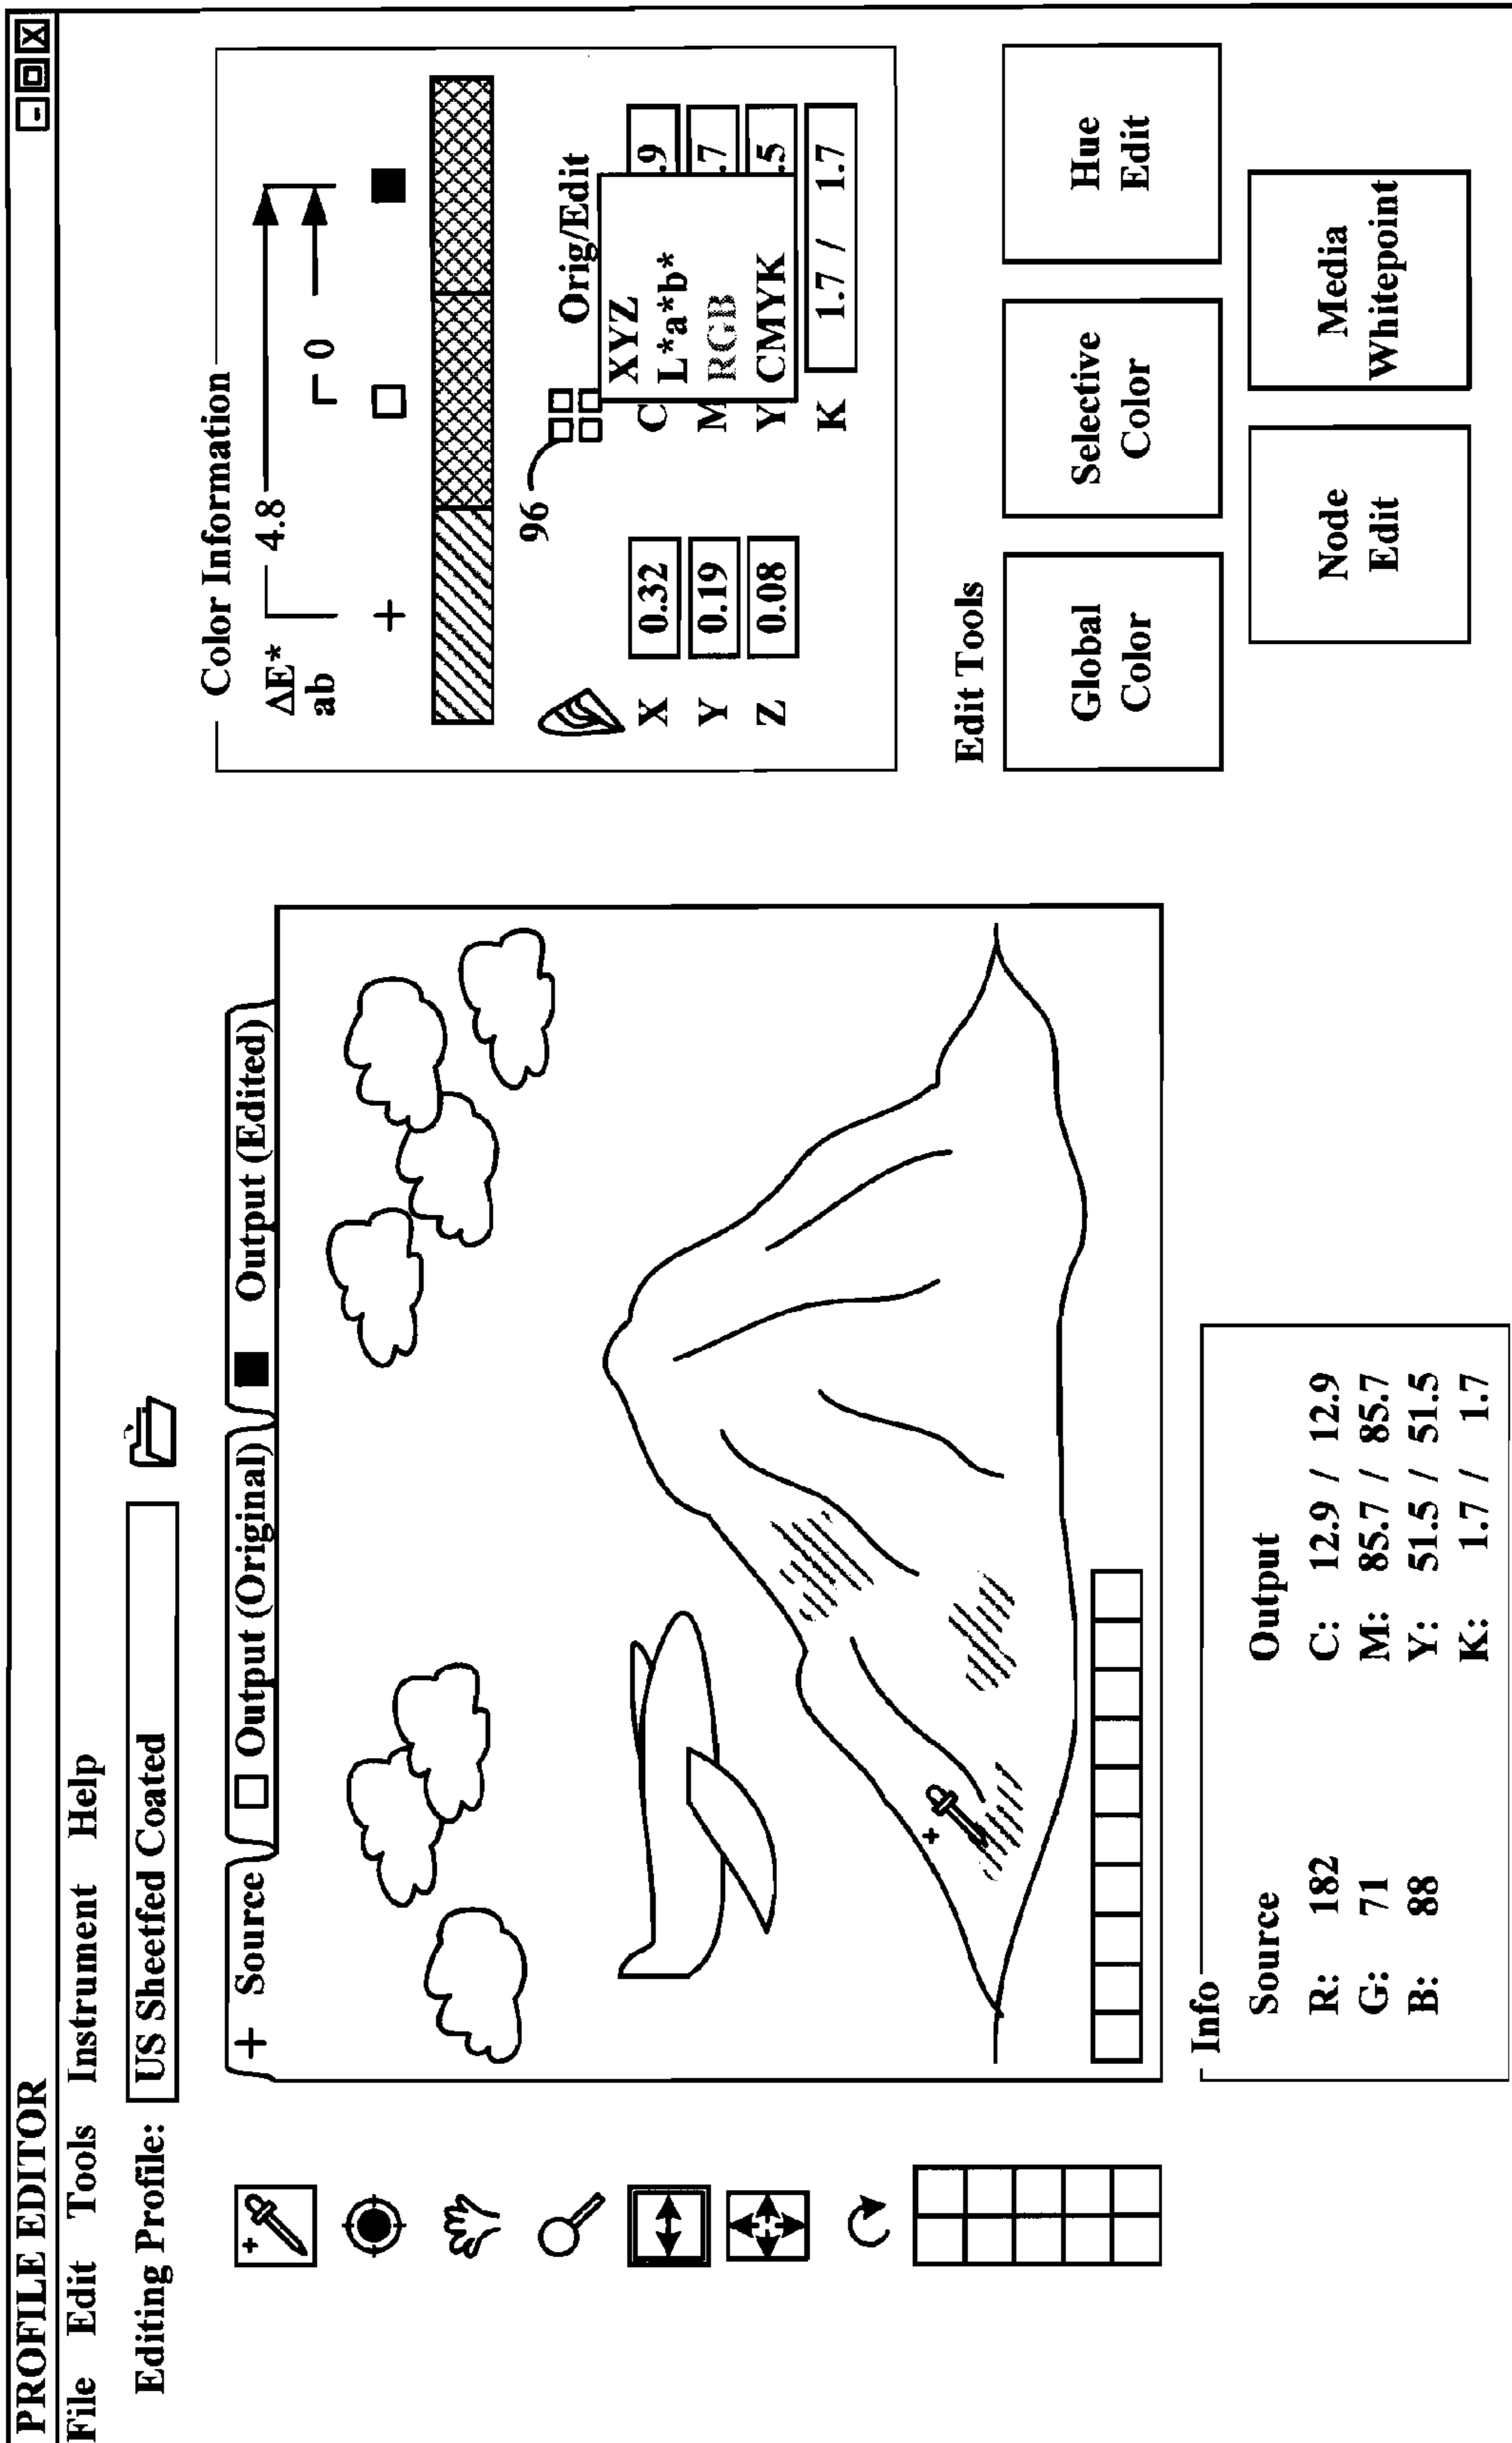 PROFILE EDITOR
- X
File Edit Tools Instrument Help
Editing Profile: US Sheetfed Coated
+ Source
Output (Original)
Output (Edited)
Color Information
ΔE*
ab
4.8
0
+
96
Orig/Edit
X 0.32
Y 0.19
Z 0.08
C .9
M .7
Y .5
K 1.7 / 1.7
XYZ
L*a*b*
RGB
CMYK
Edit Tools
Global
Color
Selective
Color
Hue
Edit
Node
Edit
Media
Whitepoint
Info
Source Output
R: 182 C: 12.9 / 12.9
G: 71 M: 85.7 / 85.7
B: 88 Y: 51.5 / 51.5
K: 1.7 / 1.7